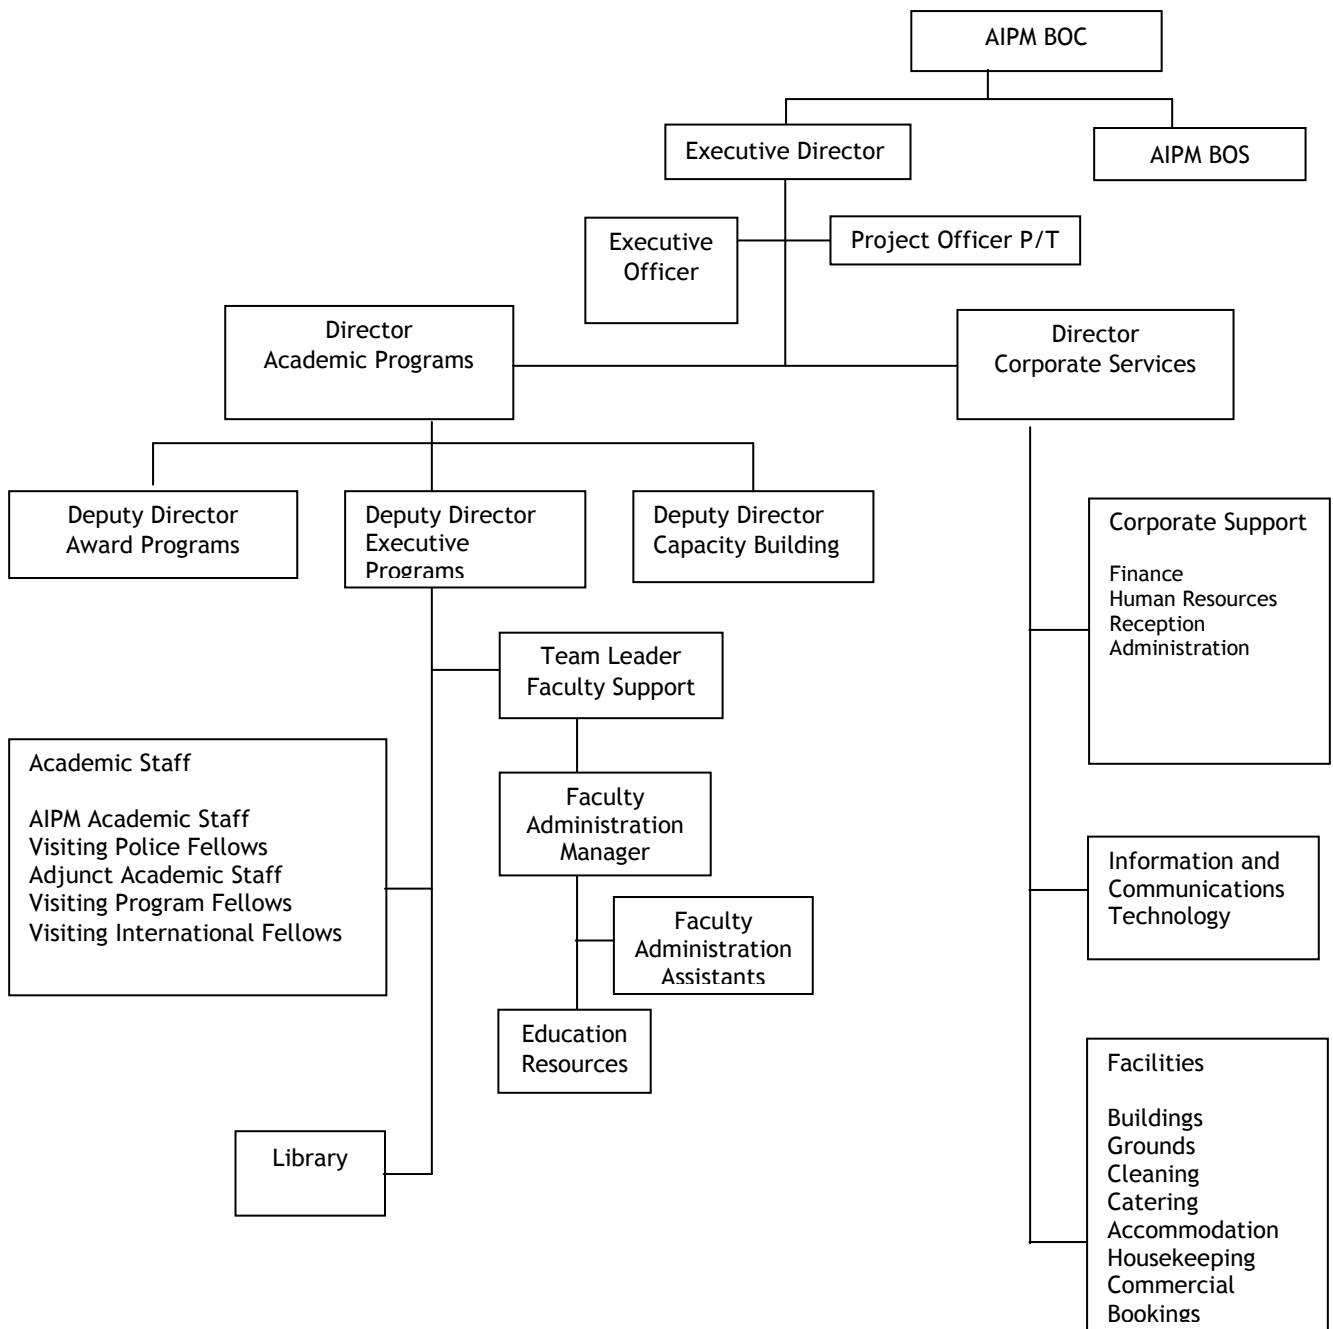 AIPM BOC
Executive Director
AIPM BOS
Executive
Officer
Project Officer P/T
Director
Academic Programs
Director
Corporate Services
Deputy Director
Award Programs
Deputy Director
Executive
Programs
Deputy Director
Capacity Building
Corporate Support
Finance
Human Resources
Reception
Administration
Team Leader
Faculty Support
Academic Staff
AIPM Academic Staff
Visiting Police Fellows
Adjunct Academic Staff
Visiting Program Fellows
Visiting International Fellows
Faculty
Administration
Manager
Information and
Communications
Technology
Faculty
Administration
Assistants
Education
Resources
Library
Facilities
Buildings
Grounds
Cleaning
Catering
Accommodation
Housekeeping
Commercial
Bookings